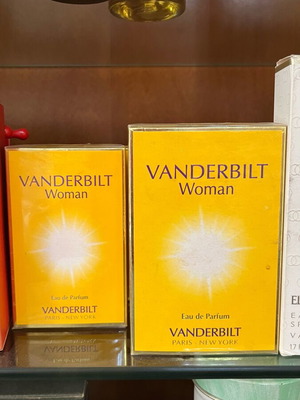 VANDERBILT
Woman
Eau de Parfum
VANDERBILT
PARIS - NEW YORK
VANDERBILT
Woman
Eau de Parfum
VANDERBILT
PARIS - NEW YORK